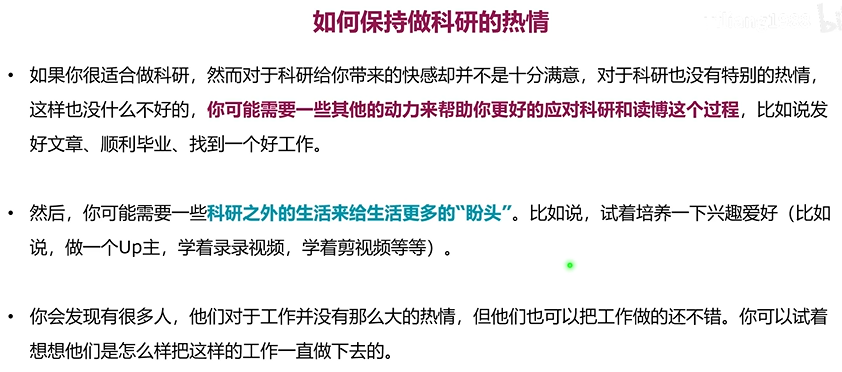 如何保持做科研的热情
• 如果你很适合做科研，然而对于科研给你带来的快感却并不是十分满意，对于科研也没有特别的热情，
这样也没什么不好的，你可能需要一些其他的动力来帮助你更好的应对科研和读博这个过程，比如说发
好文章、顺利毕业、找到一个好工作。
• 然后，你可能需要一些科研之外的生活来给生活更多的“盼头”。比如说，试着培养一下兴趣爱好（比如
说，做一个Up主，学着录录视频，学着剪视频等等）。
• 你会发现有很多人，他们对于工作并没有那么大的热情，但他们也可以把工作做的还不错。你可以试着
想想他们是怎么样把这样的工作一直做下去的。